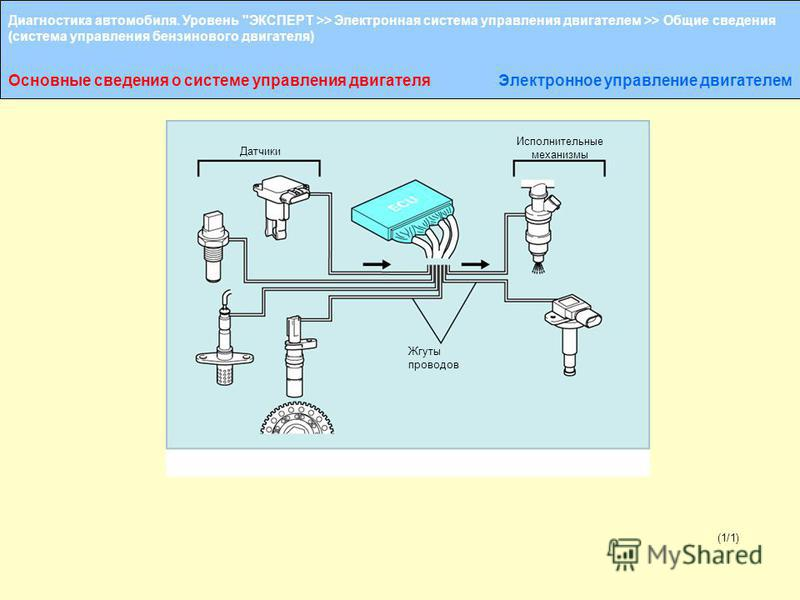 Диагностика автомобиля. Уровень "ЭКСПЕРТ >> Электронная система управления двигателем >> Общие сведения
(система управления бензинового двигателя)
Основные сведения о системе управления двигателя Электронное управление двигателем
Датчики
Исполнительные
механизмы
ECU
Жгуты
проводов
(1/1)
MyShared